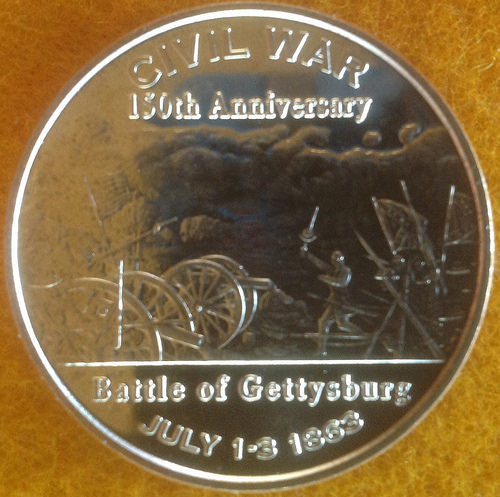 CIVIL WAR
150th Anniversary
Battle of Gettysburg
JULY 1-3 1863